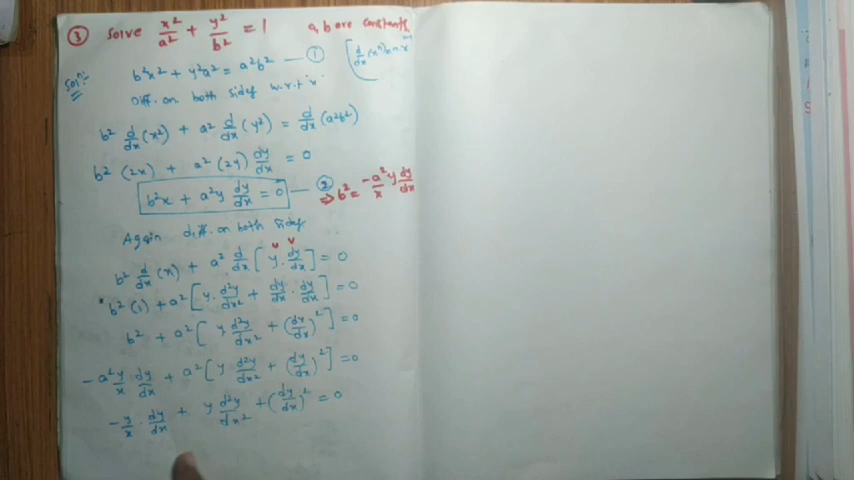 ③ Solve x²/a² + y²/b² = 1 a, b are constants
Solⁿ:- b²x² + y²a² = a²b² — ① [d/dx (xⁿ) = n·xⁿ⁻¹
Diff. on both sides w.r.t 'x'
b² d/dx (x²) + a² d/dx (y²) = d/dx (a²b²)
b² (2x) + a² (2y) dy/dx = 0
b²x + a²y dy/dx = 0 — ② ⇒ b² = -a²/x y dy/dx
Again diff. on both sides
b² d/dx (x) + a² d/dx [ y · dy/dx ] = 0
b² (1) + a² [ y · d²y/dx² + dy/dx · dy/dx ] = 0
b² + a² [ y d²y/dx² + (dy/dx)² ] = 0
- a² y/x dy/dx + a² [ y d²y/dx² + (dy/dx)² ] = 0
- y/x · dy/dx + y d²y/dx² + (dy/dx)² = 0